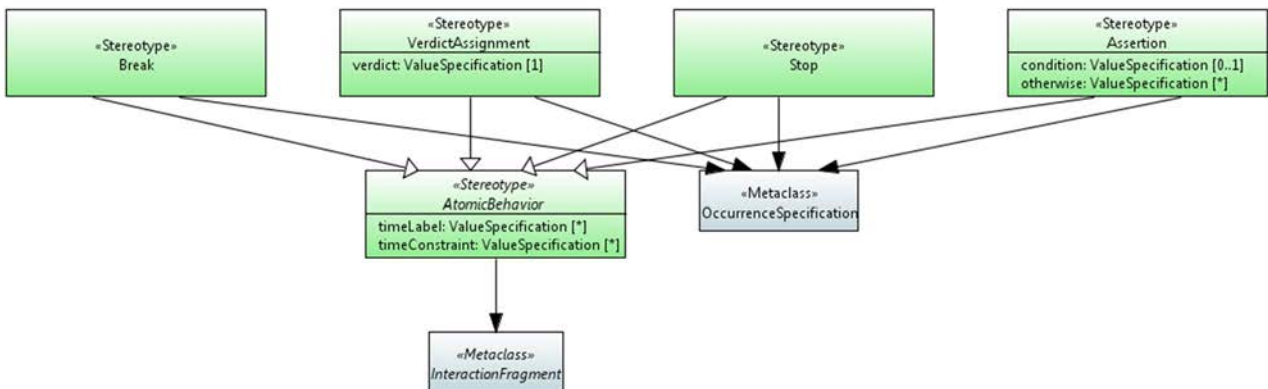 «Stereotype»
Break
«Stereotype»
VerdictAssignment
verdict: ValueSpecification [1]
«Stereotype»
Stop
«Stereotype»
Assertion
condition: ValueSpecification [0..1]
otherwise: ValueSpecification [*]
«Stereotype»
AtomicBehavior
timeLabel: ValueSpecification [*]
timeConstraint: ValueSpecification [*]
«Metaclass»
OccurrenceSpecification
«Metaclass»
InteractionFragment